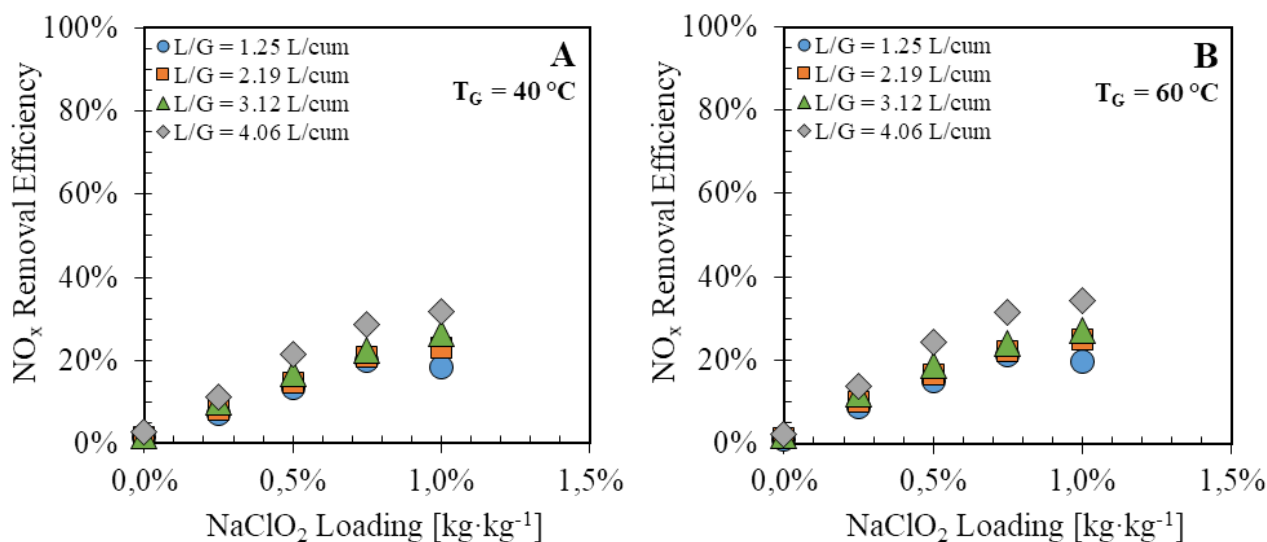 NOₓ Removal Efficiency
100%
80%
60%
40%
20%
0%
L/G = 1.25 L/cum
L/G = 2.19 L/cum
L/G = 3.12 L/cum
L/G = 4.06 L/cum
A
T_G = 40 °C
0,0%
0,5%
1,0%
1,5%
NaClO₂ Loading [kg·kg⁻¹]
NOₓ Removal Efficiency
100%
80%
60%
40%
20%
0%
L/G = 1.25 L/cum
L/G = 2.19 L/cum
L/G = 3.12 L/cum
L/G = 4.06 L/cum
B
T_G = 60 °C
0,0%
0,5%
1,0%
1,5%
NaClO₂ Loading [kg·kg⁻¹]